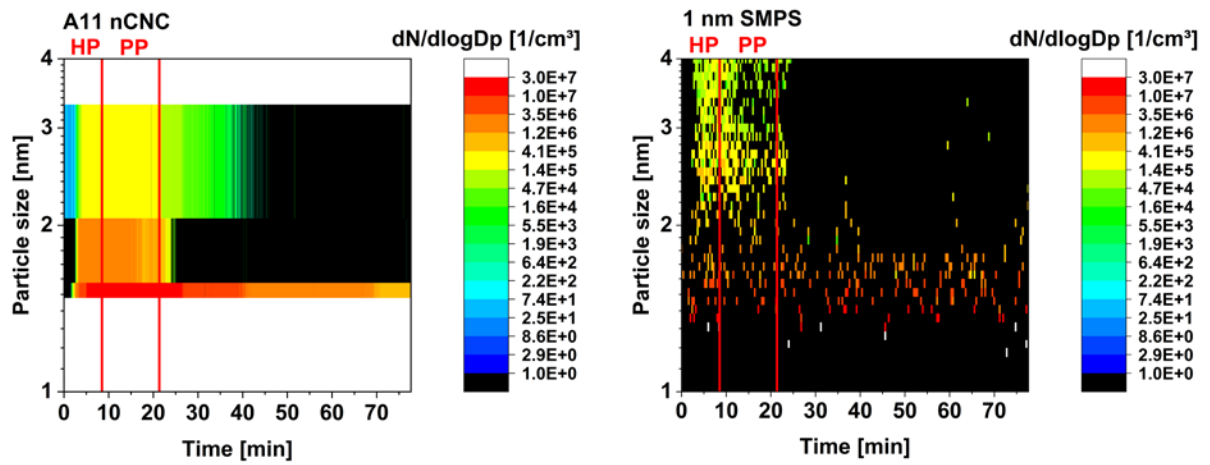 A11 nCNC
HP PP
dN/dlogDp [1/cm³]
4
3
2
1
Particle size [nm]
0 10 20 30 40 50 60 70
Time [min]
3.0E+7
1.0E+7
3.5E+6
1.2E+6
4.1E+5
1.4E+5
4.7E+4
1.6E+4
5.5E+3
1.9E+3
6.4E+2
2.2E+2
7.4E+1
2.5E+1
8.6E+0
2.9E+0
1.0E+0
1 nm SMPS
HP PP
dN/dlogDp [1/cm³]
4
3
2
1
Particle size [nm]
0 10 20 30 40 50 60 70
Time [min]
3.0E+7
1.0E+7
3.5E+6
1.2E+6
4.1E+5
1.4E+5
4.7E+4
1.6E+4
5.5E+3
1.9E+3
6.4E+2
2.2E+2
7.4E+1
2.5E+1
8.6E+0
2.9E+0
1.0E+0